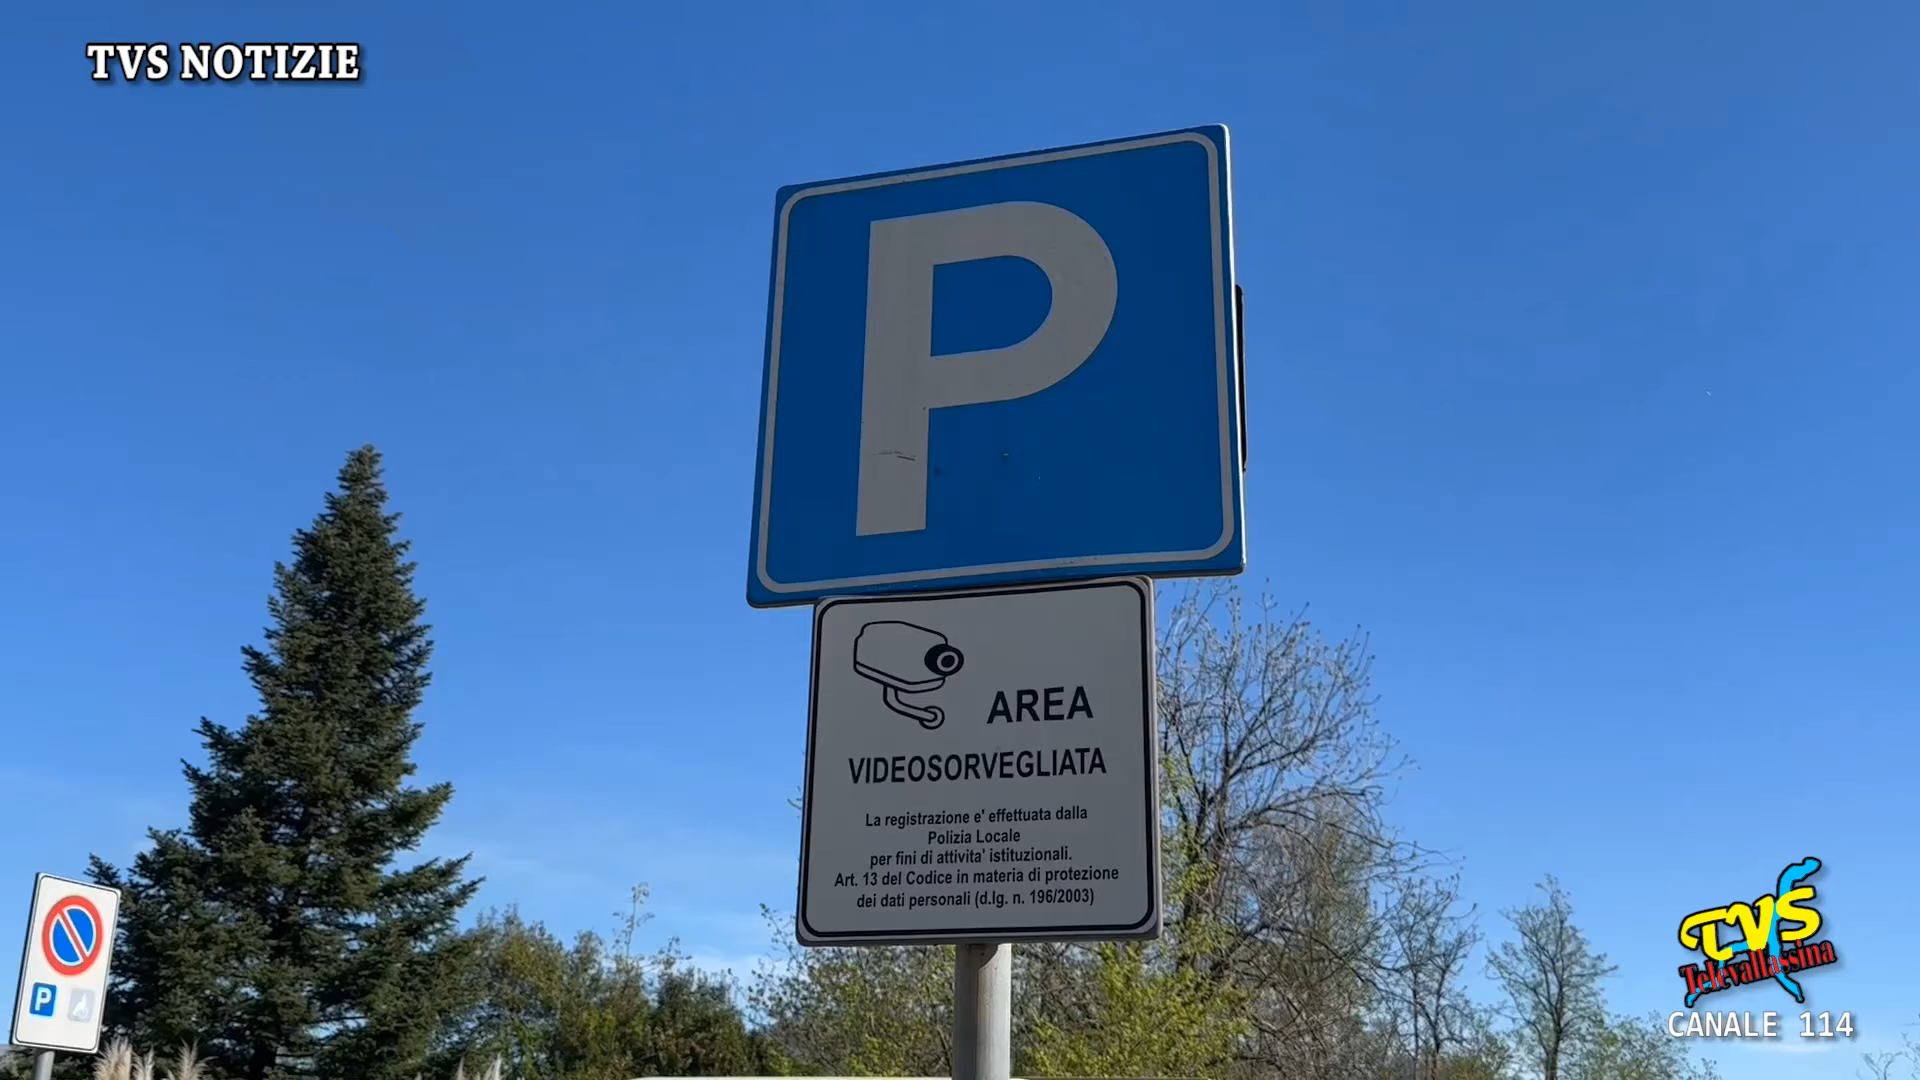 TVS NOTIZIE
P
AREA
VIDEOSORVEGLIATA
La registrazione e' effettuata dalla
Polizia Locale
per fini di attivita' istituzionali.
Art. 13 del Codice in materia di protezione
dei dati personali (d.lg. n. 196/2003)
P
TVS
Televallassina
CANALE 114